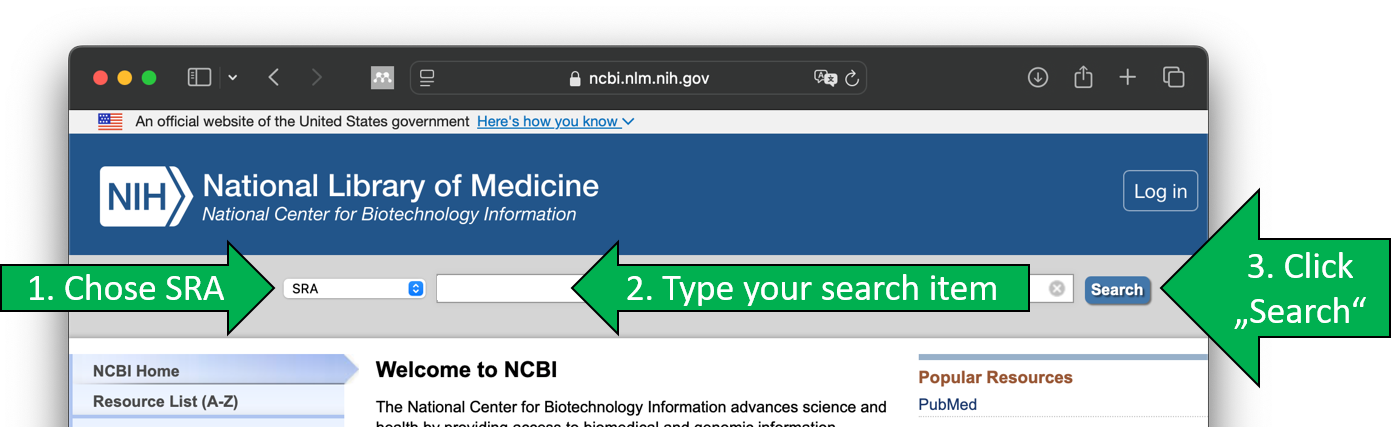 ncbi.nlm.nih.gov
An official website of the United States government Here's how you know
NIH National Library of Medicine
National Center for Biotechnology Information
Log in
1. Chose SRA
SRA
2. Type your search item
Search
3. Click
„Search“
NCBI Home
Resource List (A-Z)
Welcome to NCBI
The National Center for Biotechnology Information advances science and
health by providing access to biomedical and genomic information.
Popular Resources
PubMed